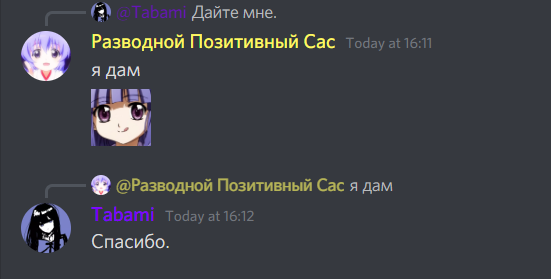 @Tabami Дайте мне.
Разводной Позитивный Сас Today at 16:11
я дам
@Разводной Позитивный Сас я дам
Tabami Today at 16:12
Спасибо.